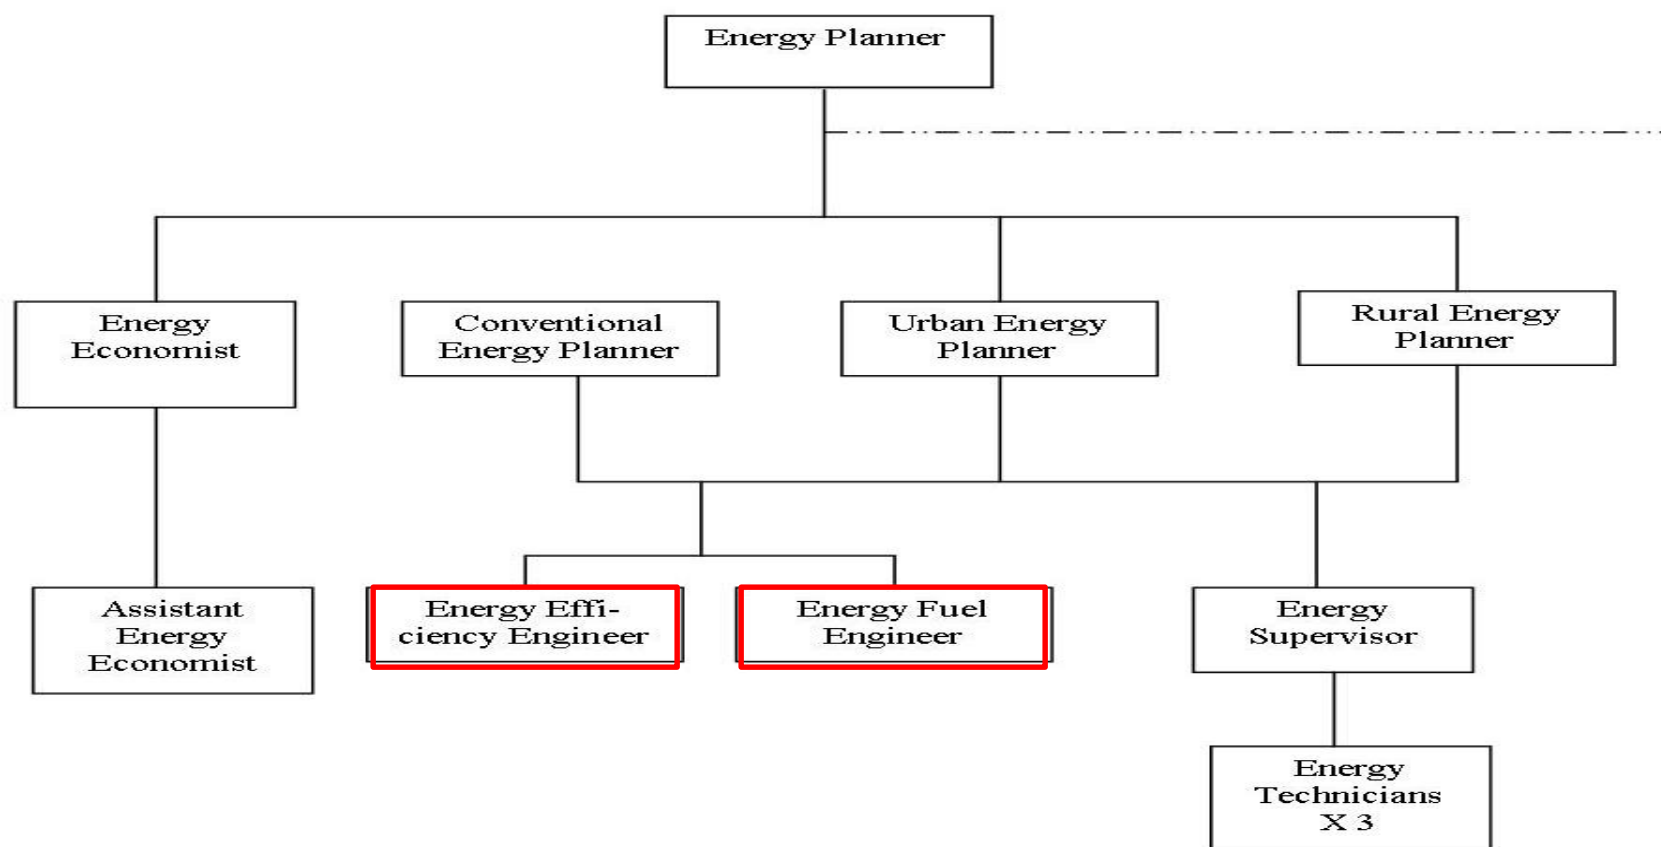 Energy Planner
Energy
Economist
Conventional
Energy Planner
Urban Energy
Planner
Rural Energy
Planner
Assistant
Energy
Economist
Energy Effi-
ciency Engineer
Energy Fuel
Engineer
Energy
Supervisor
Energy
Technicians
X 3